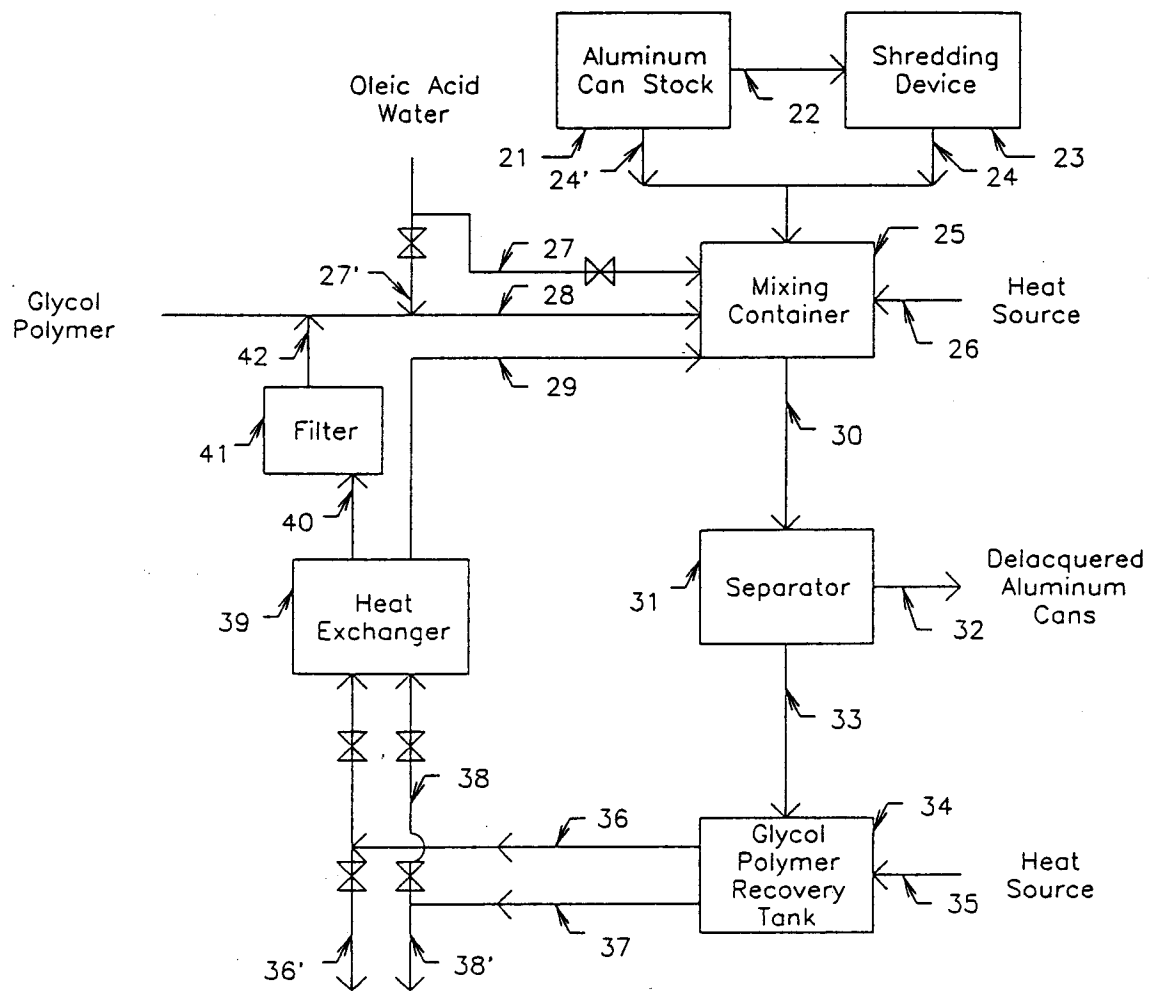 Aluminum
Can Stock
Shredding
Device
Oleic Acid
Water
22
21
24'
24
23
27
25
27'
28
Glycol
Polymer
Mixing
Container
Heat
Source
26
42
29
Filter
41
30
40
Separator
31
Delacquered
Aluminum
Cans
32
Heat
Exchanger
39
33
38
36
34
Glycol
Polymer
Recovery
Tank
Heat
Source
35
37
36'
38'